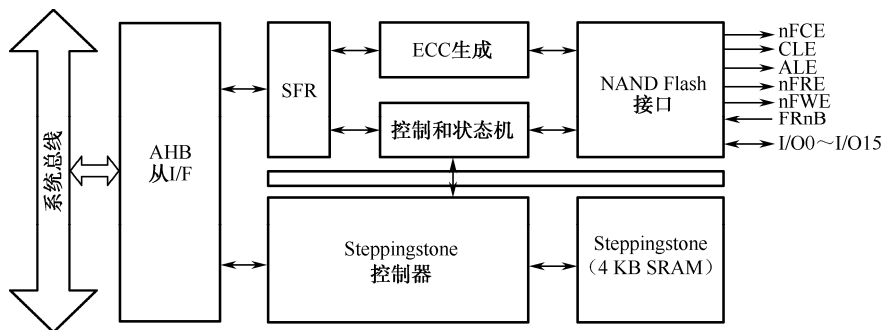 系统总线
AHB
从I/F
SFR
ECC生成
控制和状态机
NAND Flash
接口
nFCE
CLE
ALE
nFRE
nFWE
FRnB
I/O0～I/O15
Steppingstone
控制器
Steppingstone
（4 KB SRAM）